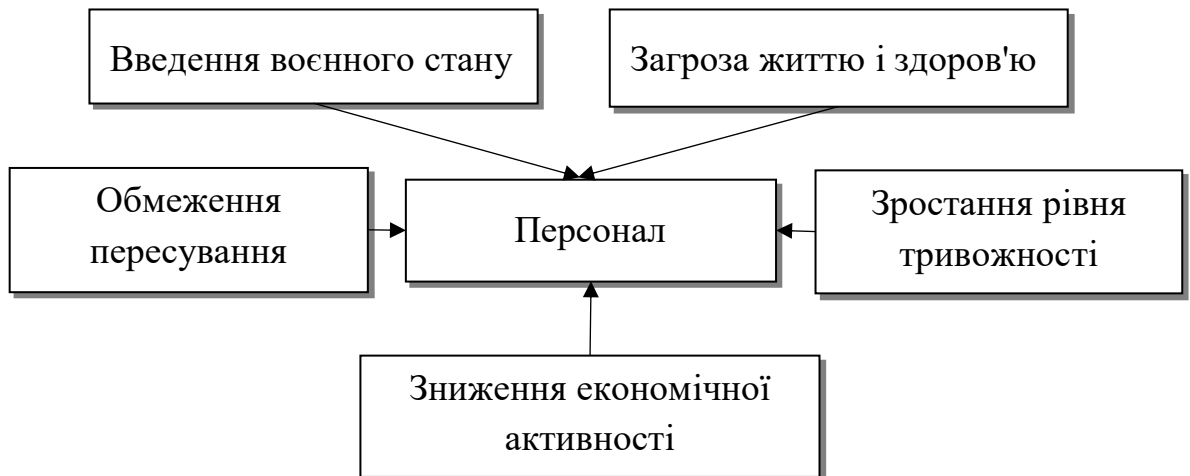 Введення воєнного стану
Загроза життю і здоров'ю
Обмеження
пересування
Персонал
Зростання рівня
тривожності
Зниження економічної
активності